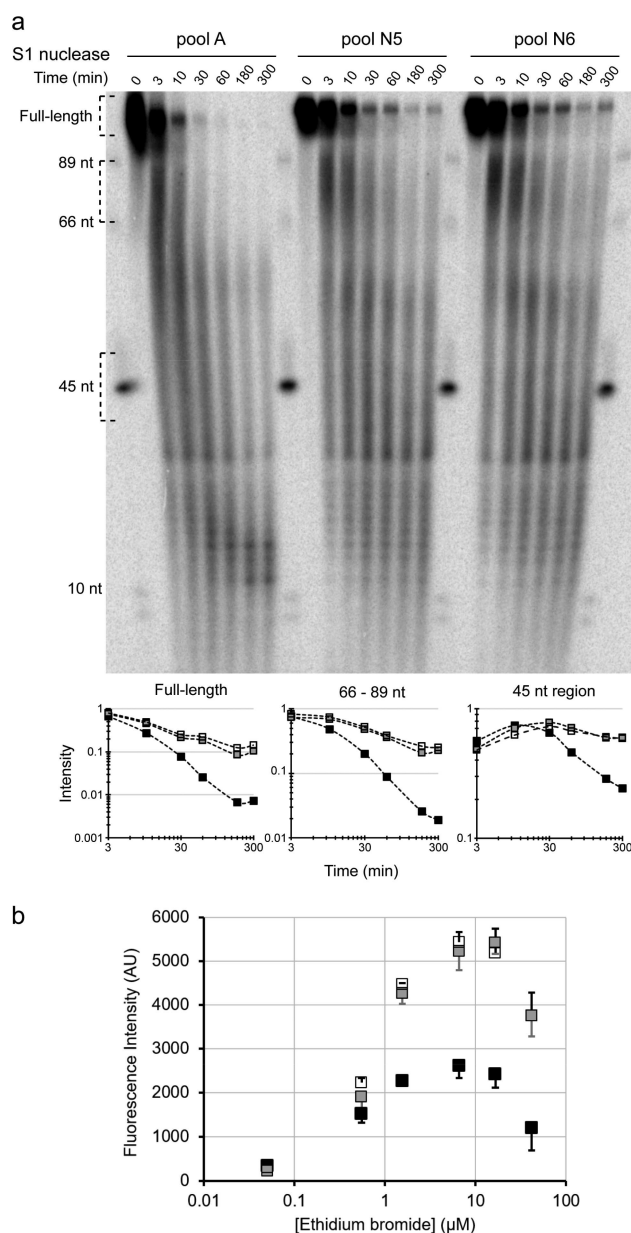 a
pool A pool N5 pool N6
S1 nuclease
Time (min) 0 3 10 30 60 180 300 0 3 10 30 60 180 300 0 3 10 30 60 180 300
Full-length
89 nt
66 nt
45 nt
10 nt
Full-length 66 - 89 nt 45 nt region
Intensity
1 1 1
0.1
0.01
0.001
0.1
0.01
0.1
3 30 300 3 30 300 3 30 300
Time (min)
b
Fluorescence Intensity (AU)
6000
5000
4000
3000
2000
1000
0
0.01 0.1 1 10 100
[Ethidium bromide] (µM)